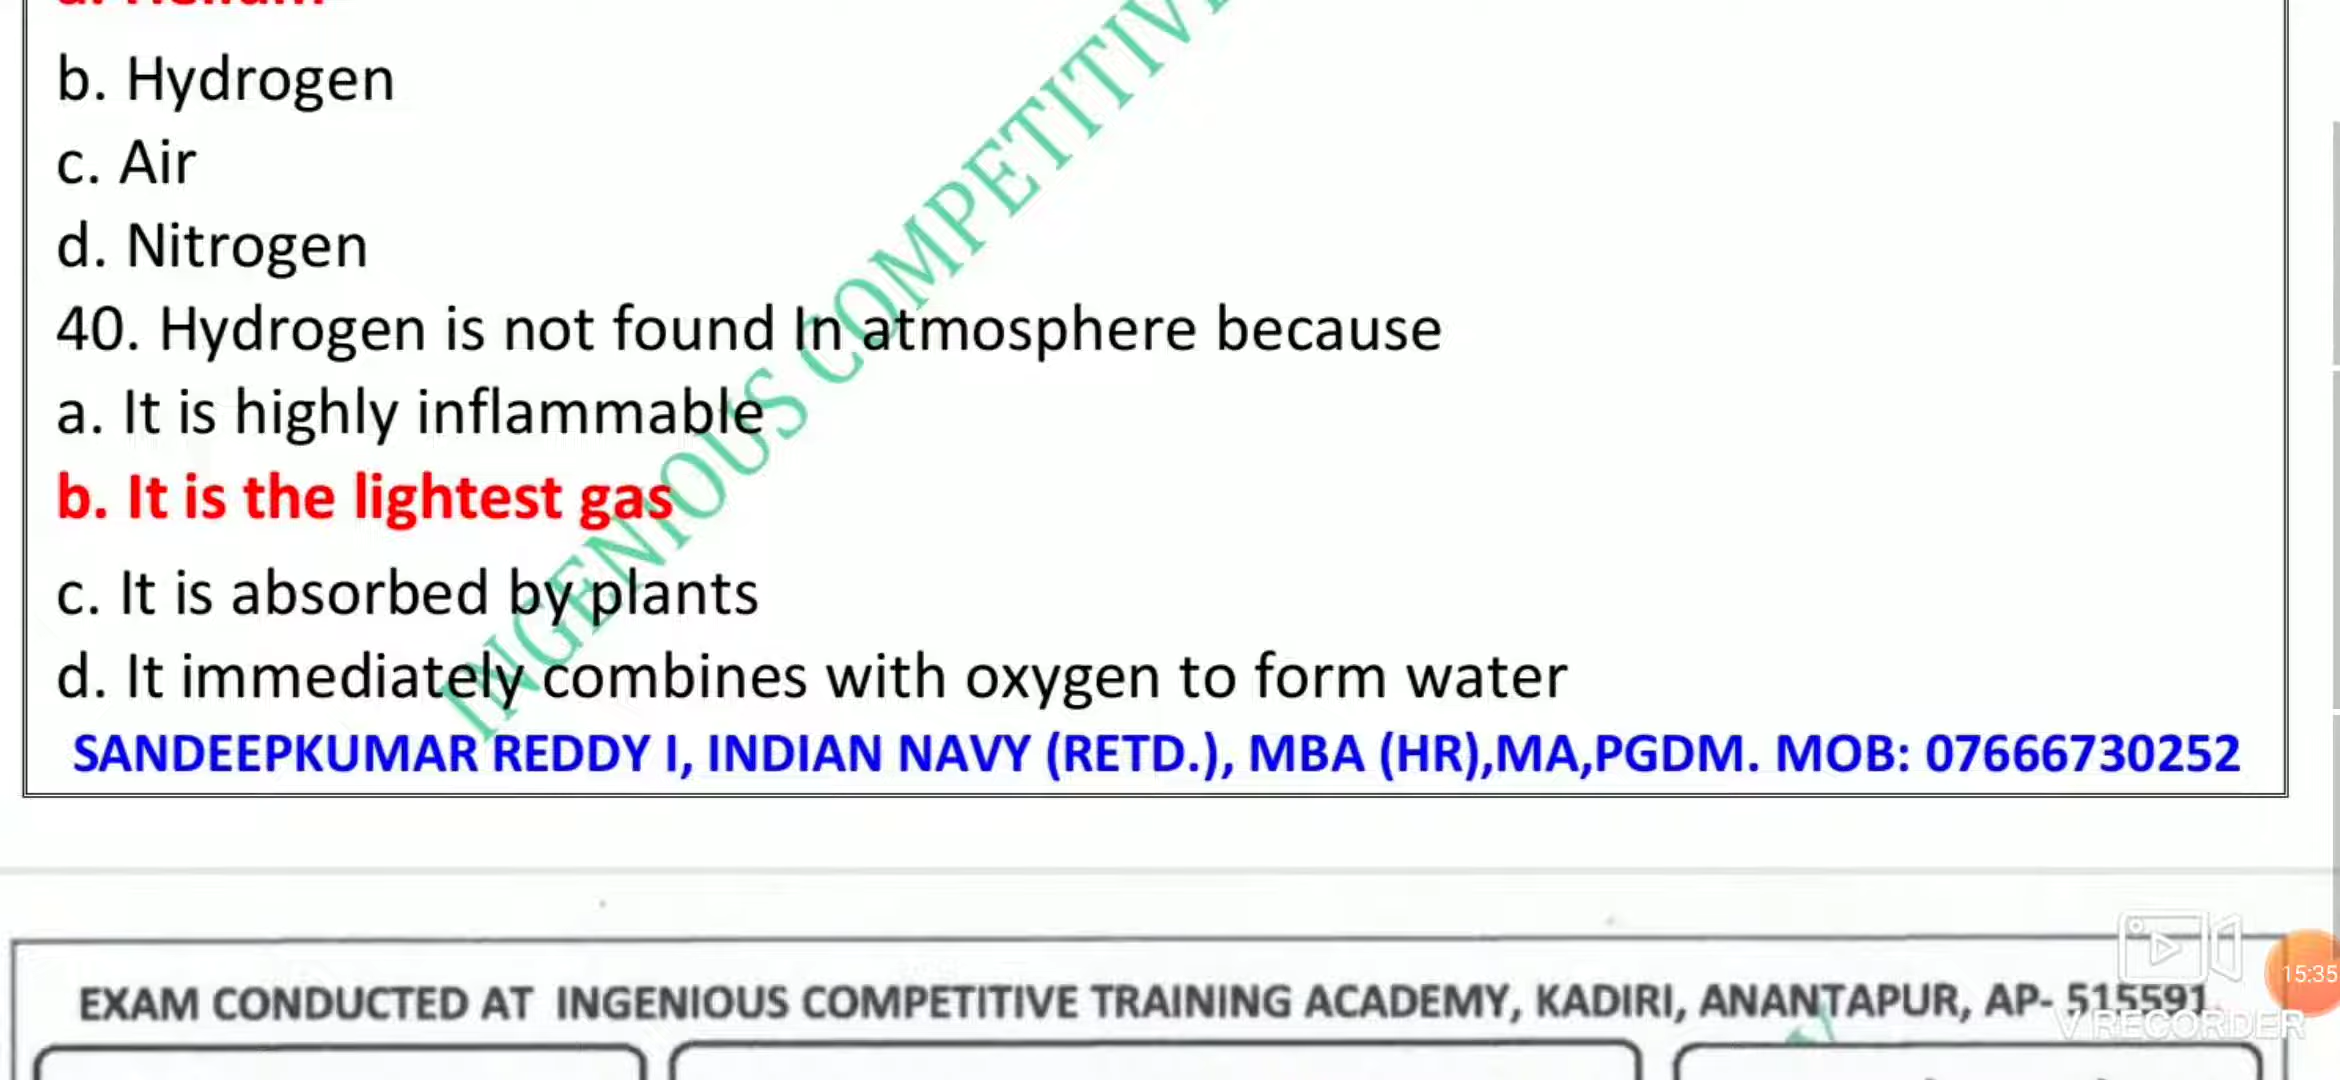 b. Hydrogen
c. Air
d. Nitrogen
40. Hydrogen is not found In atmosphere because
a. It is highly inflammable
b. It is the lightest gas
c. It is absorbed by plants
d. It immediately combines with oxygen to form water
SANDEEPKUMAR REDDY I, INDIAN NAVY (RETD.), MBA (HR),MA,PGDM. MOB: 07666730252
INGENIOUS COMPETITIV
EXAM CONDUCTED AT INGENIOUS COMPETITIVE TRAINING ACADEMY, KADIRI, ANANTAPUR, AP- 515591.
15:35
V RECORDER